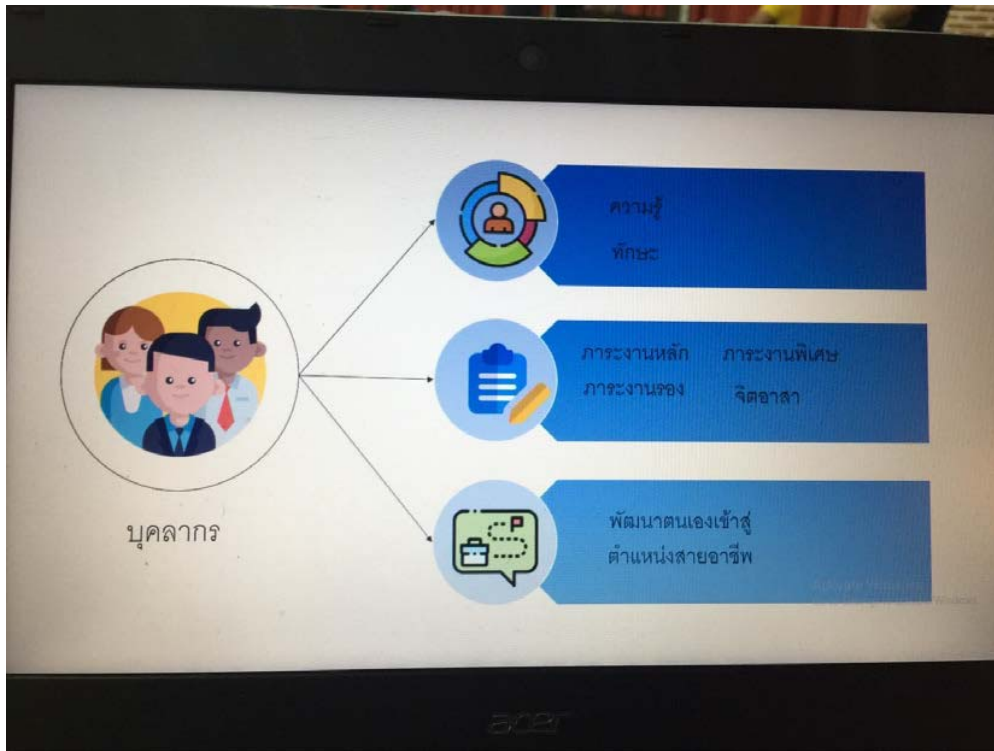 ความรู้
ทักษะ
ภาระงานหลัก ภาระงานพิเศษ
ภาระงานรอง จิตอาสา
บุคลากร
พัฒนาตนเองเข้าสู่
ตำแหน่งสายอาชีพ
Activate Windows
acer